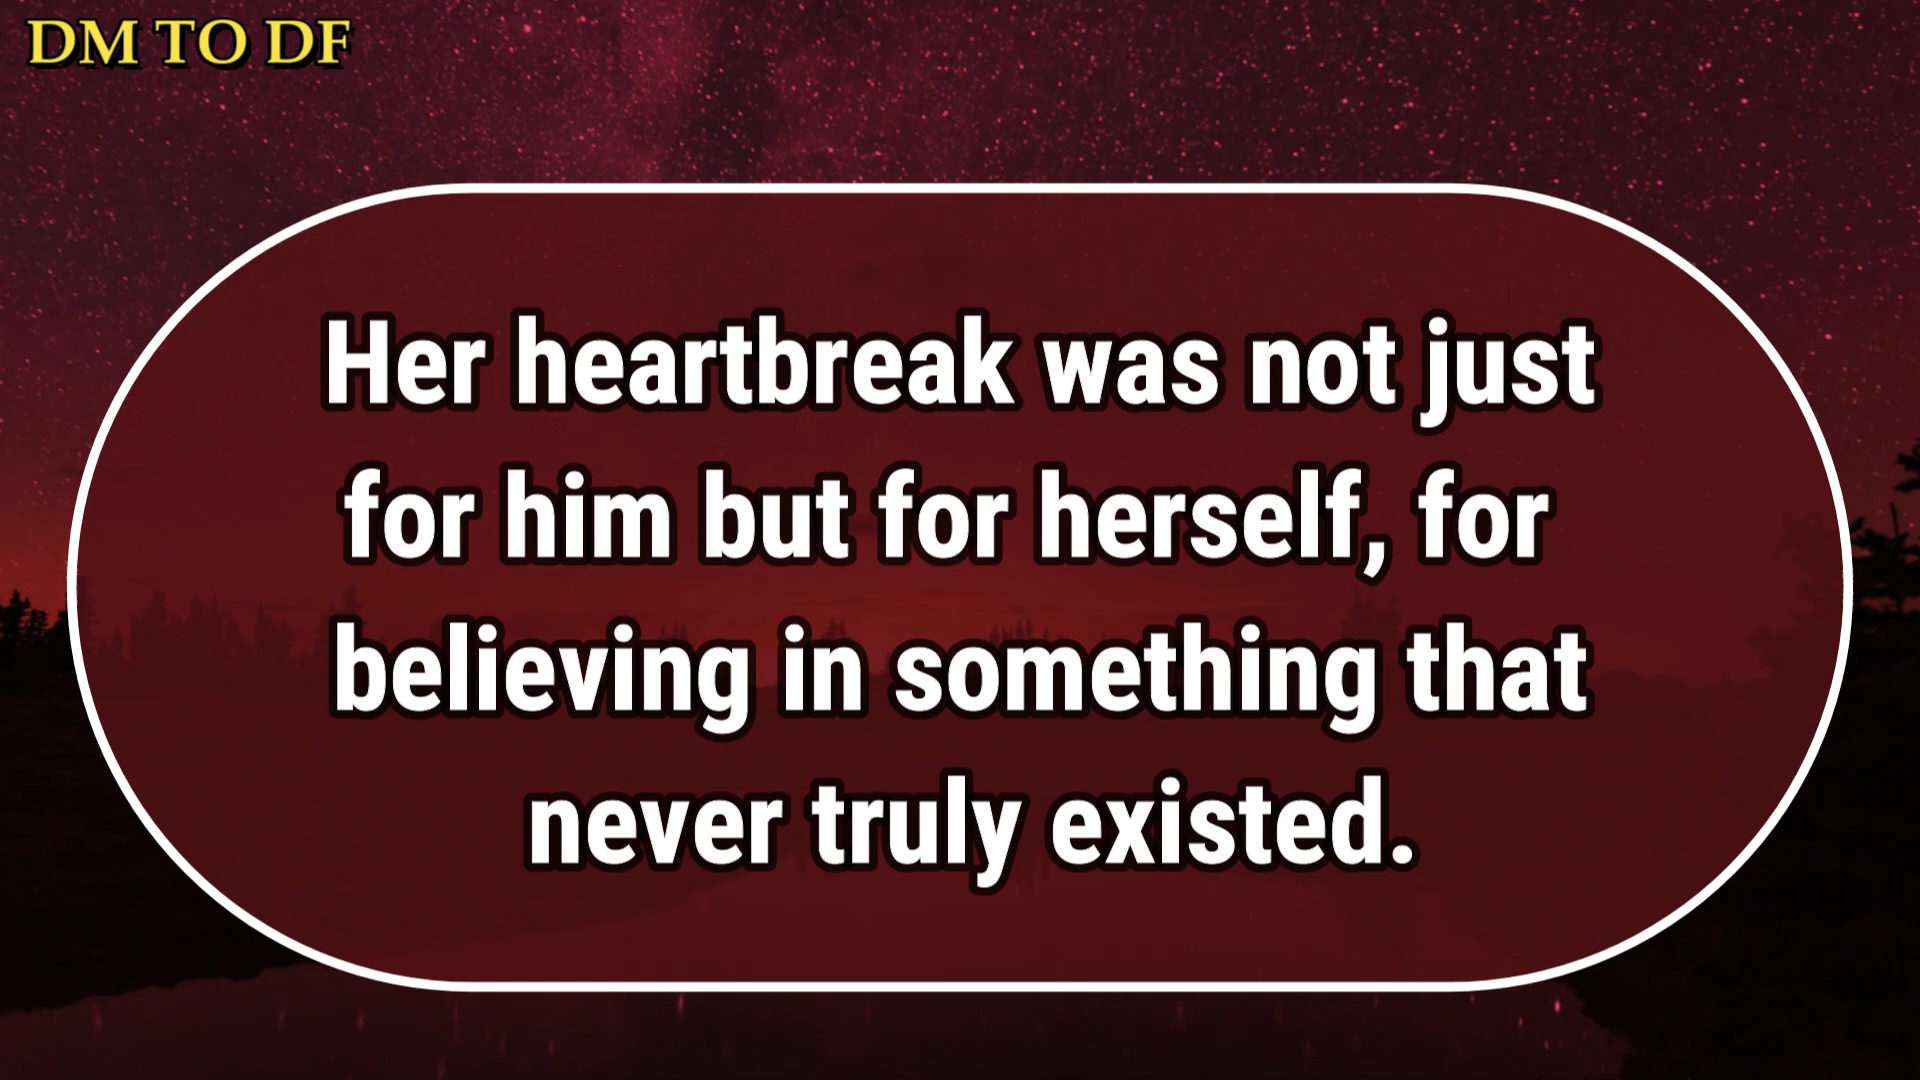 DM TO DF
Her heartbreak was not just
for him but for herself, for
believing in something that
never truly existed.